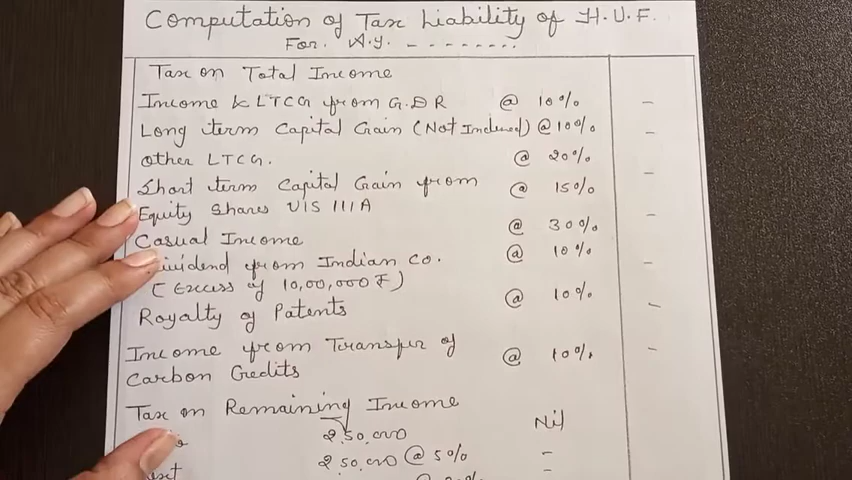 Computation of Tax Liability of H.U.F.
For. A.y. - - - - - - - -
Tax on Total Income
Income & LTCG from G.DR @ 10% -
Long term Capital Gain (Not Indexed) @ 10% -
Other LTCG. @ 20% -
Short term Capital Gain from @ 15% -
Equity Shares U/S 111A
Casual Income @ 30%
Dividend from Indian Co. @ 10% -
(Excess of 10,00,000 ₹)
Royalty of Patents @ 10% -
Income from Transfer of @ 10% -
Carbon Credits
Tax on Remaining Income
2,50,000 Nil
2,50,000 @ 5% -